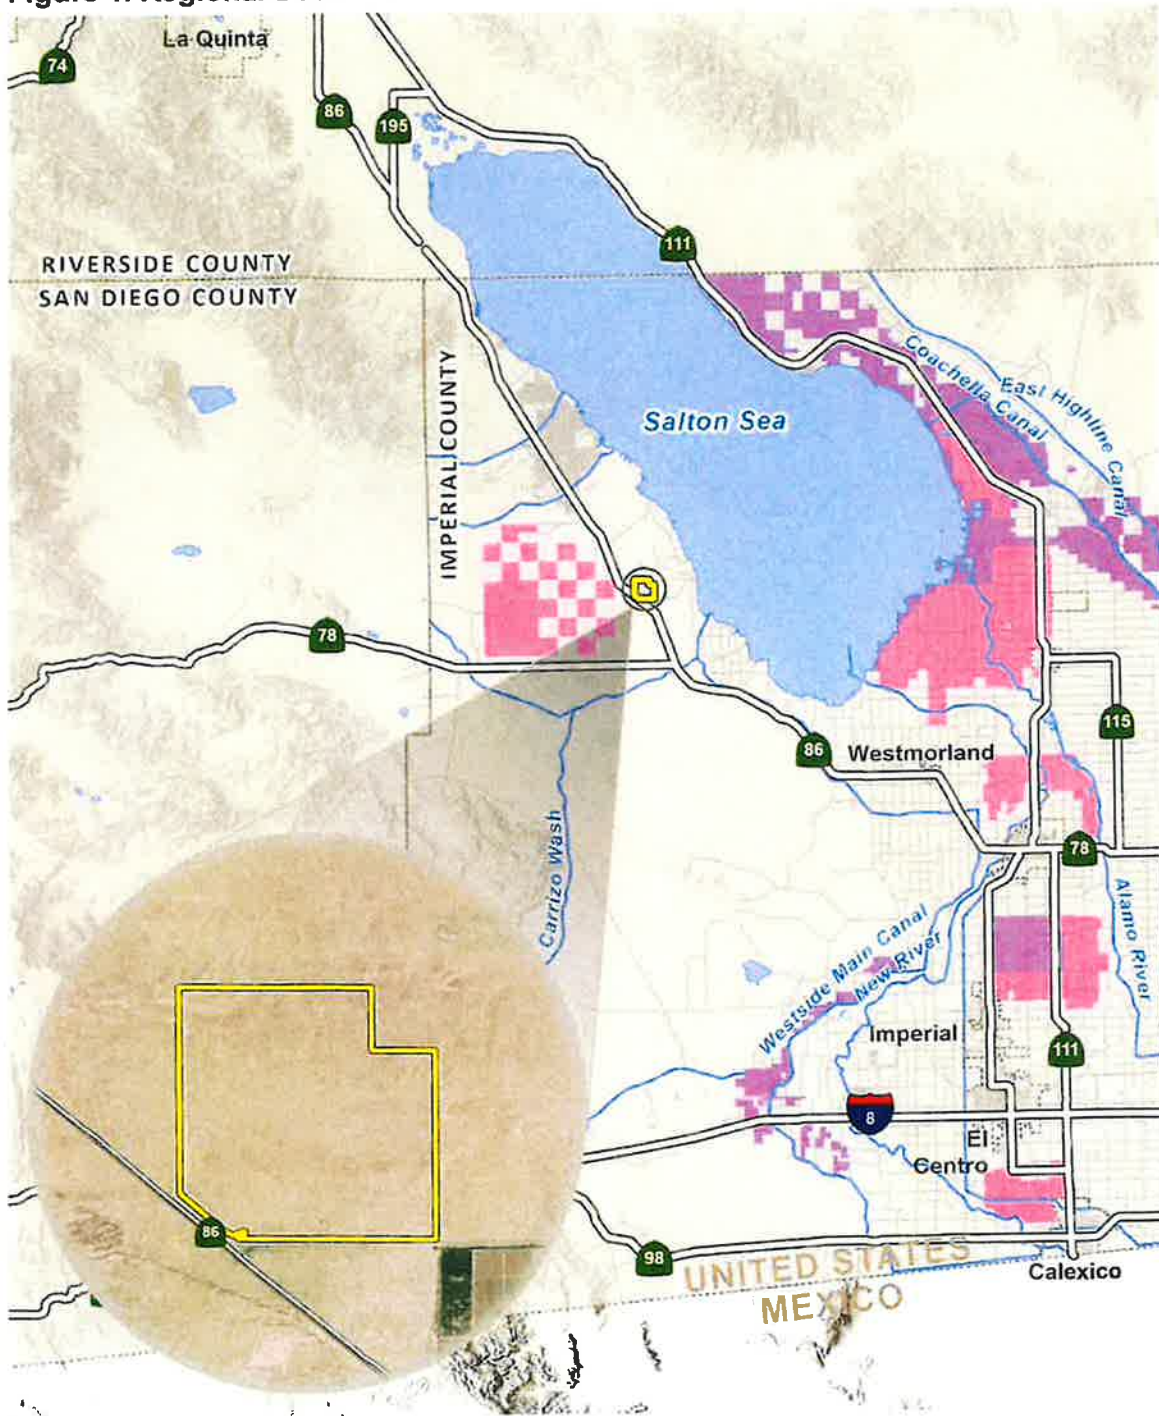 La Quinta
74
86
195
111
RIVERSIDE COUNTY
SAN DIEGO COUNTY
IMPERIAL COUNTY
Coachella Canal
East Highline Canal
Salton Sea
78
115
86
Westmorland
78
Carrizo Wash
Alamo River
Westside Main Canal
New River
Imperial
111
8
El
Centro
86
98
UNITED STATES
MEXICO
Calexico